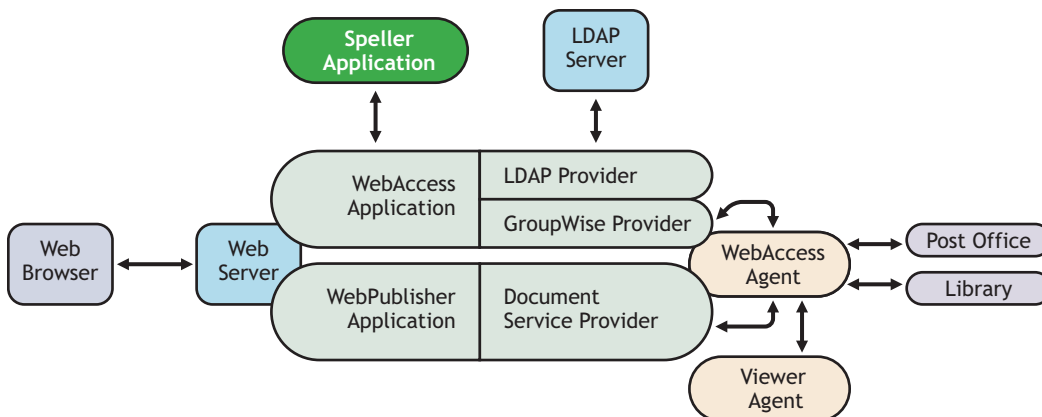 Speller
Application
LDAP
Server
WebAccess
Application
LDAP Provider
GroupWise Provider
Web
Browser
Web
Server
WebAccess
Agent
Post Office
Library
WebPublisher
Application
Document
Service Provider
Viewer
Agent